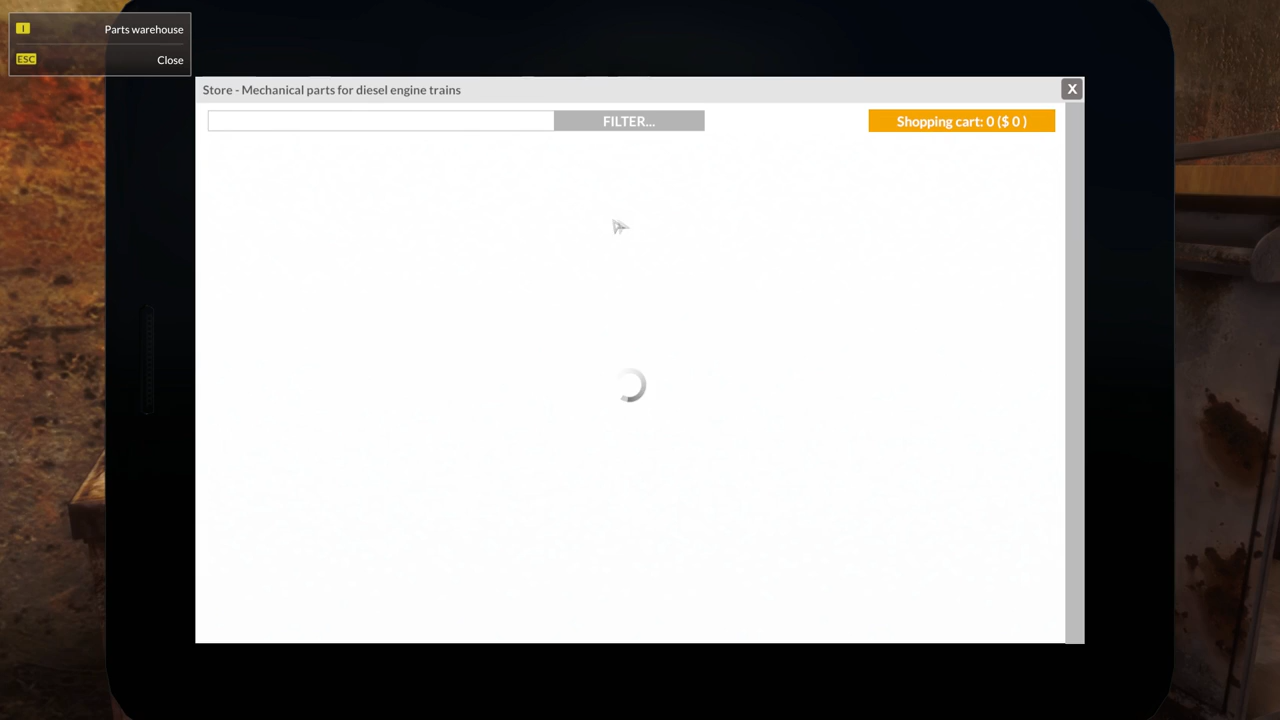 I Parts warehouse
ESC Close
Store - Mechanical parts for diesel engine trains
X
FILTER...
Shopping cart: 0 ($ 0 )